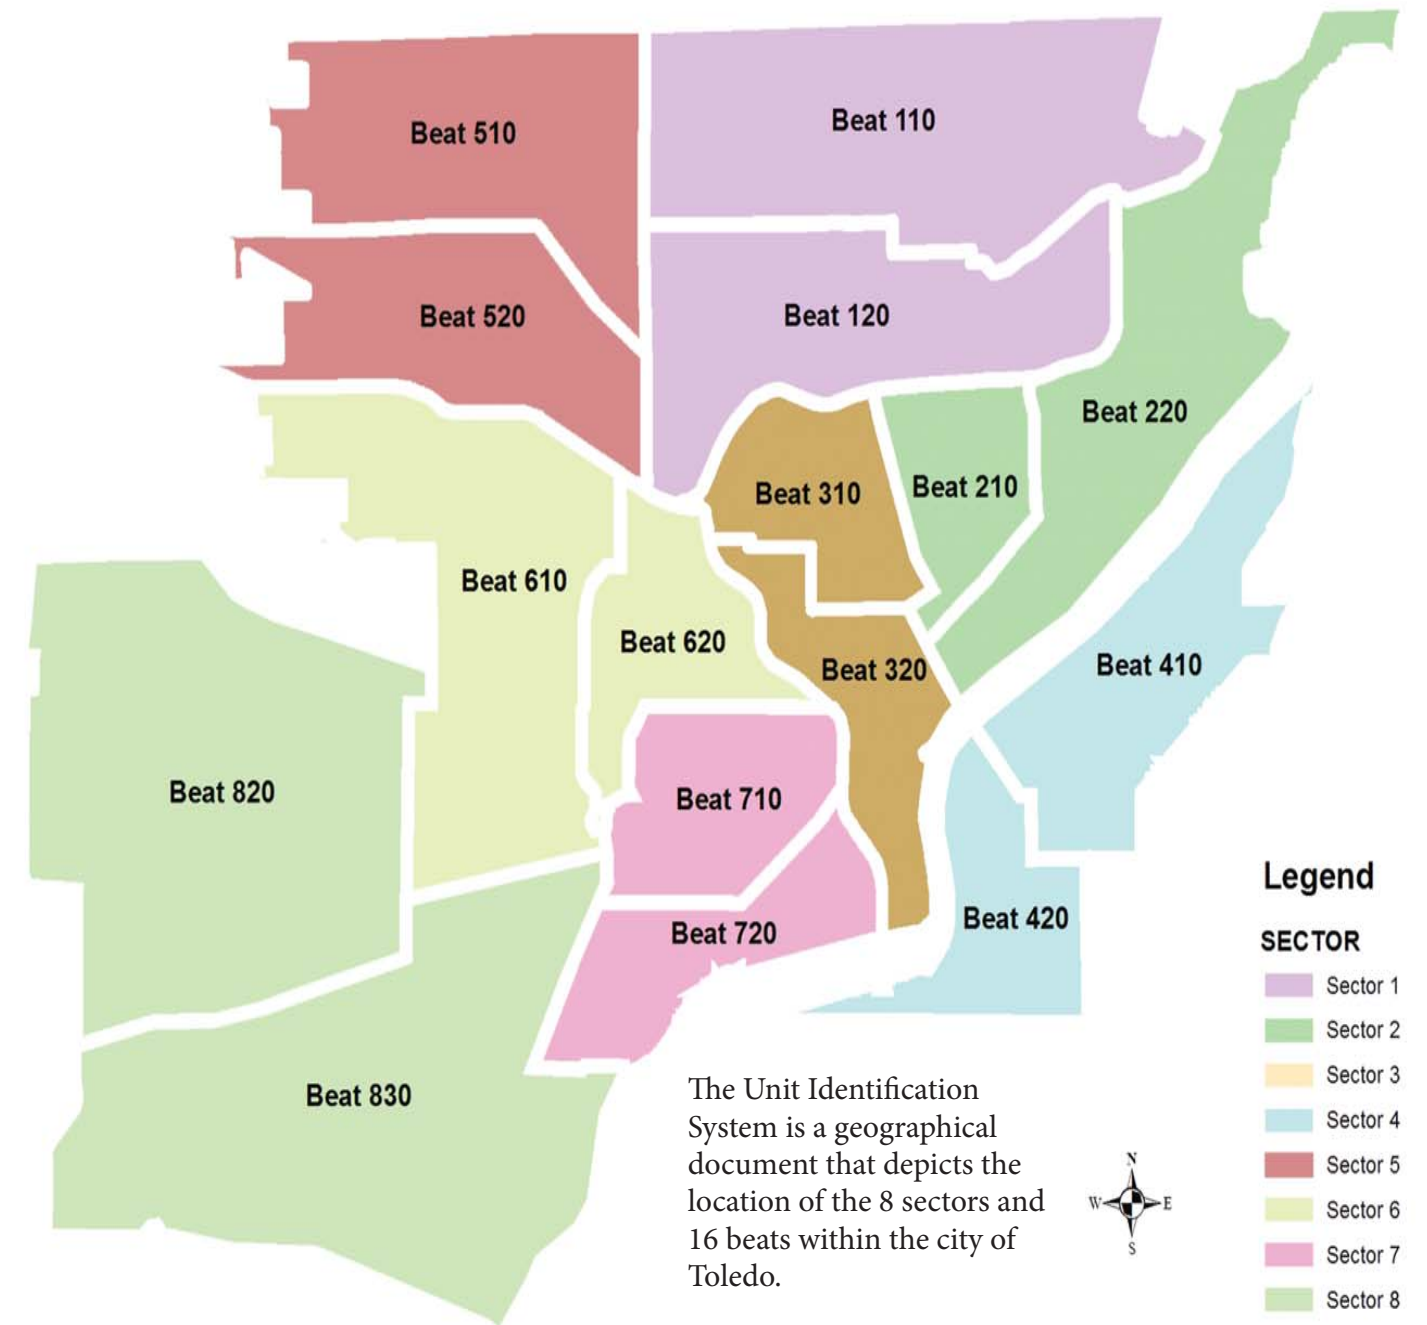 Beat 110
Beat 510
Beat 520
Beat 120
Beat 220
Beat 210
Beat 310
Beat 610
Beat 620
Beat 320
Beat 410
Beat 820
Beat 710
Beat 420
Beat 720
Beat 830
Legend
SECTOR
Sector 1
Sector 2
Sector 3
Sector 4
Sector 5
Sector 6
Sector 7
Sector 8
The Unit Identification
System is a geographical
document that depicts the
location of the 8 sectors and
16 beats within the city of
Toledo.
N
W E
S